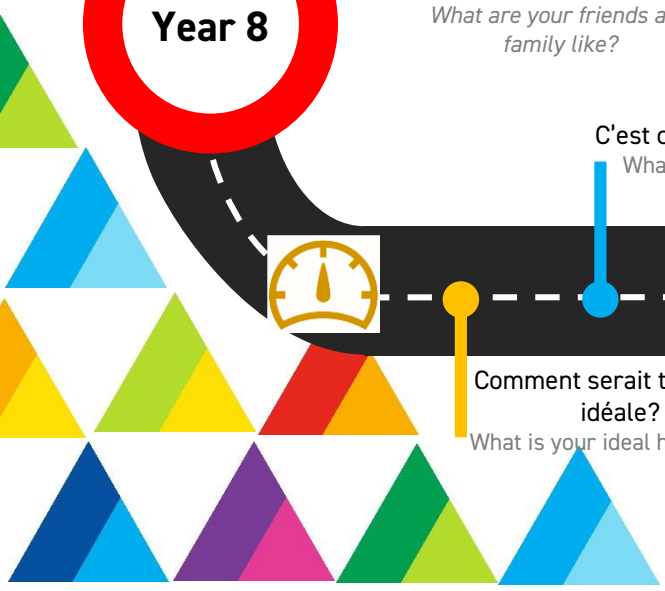 Year 8
What are your friends a
family like?
C'est
Wha
Comment serait t
idéale?
What is your ideal h